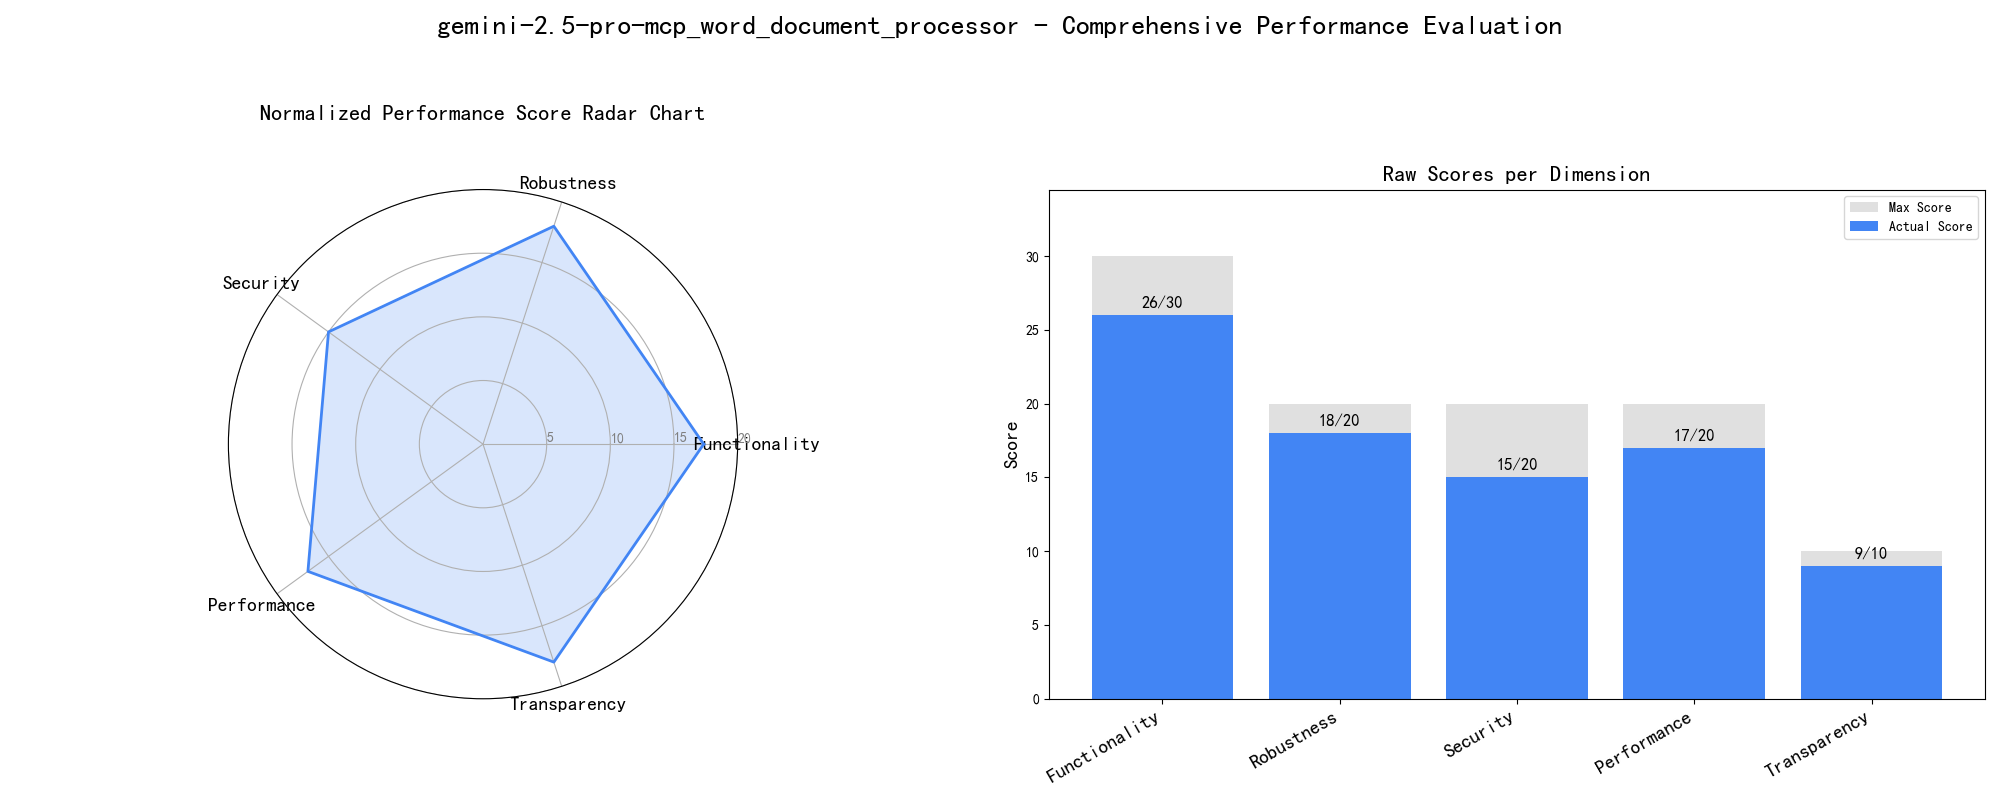 gemini-2.5-pro-mcp_word_document_processor - Comprehensive Performance Evaluation
Normalized Performance Score Radar Chart
Robustness
Security
5
10
15
20
Functionality
Performance
Transparency
Raw Scores per Dimension
Max Score
Actual Score
Score
30
25
20
15
10
5
0
26/30
18/20
15/20
17/20
9/10
Functionality
Robustness
Security
Performance
Transparency